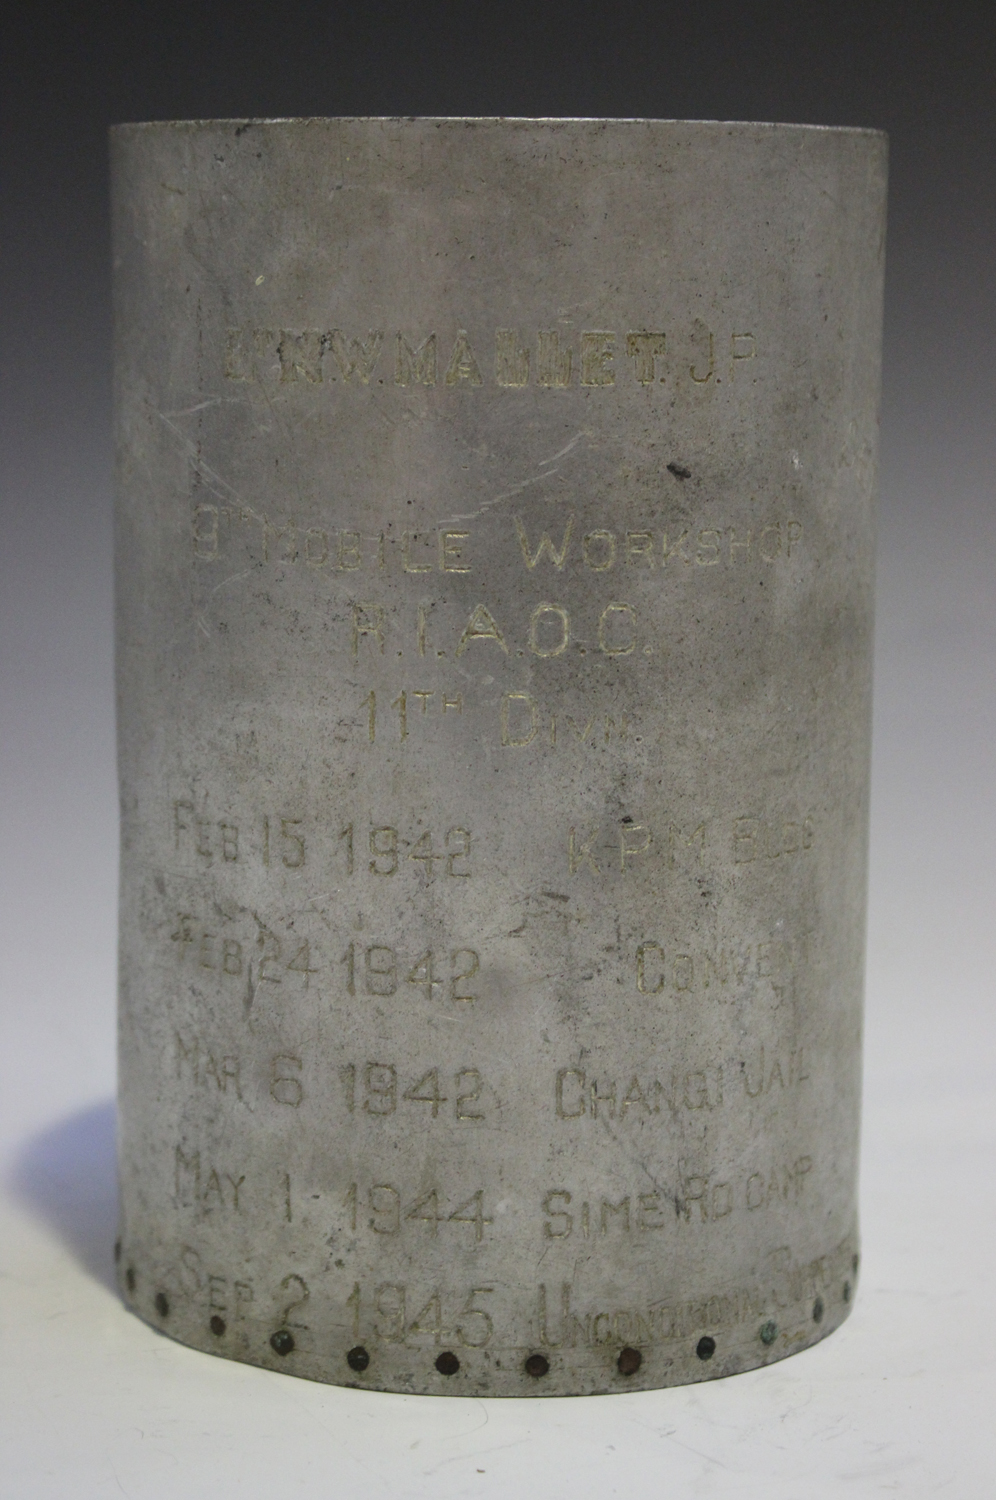 Lt N.W. MALLET. J.P.
9TH MOBILE WORKSHOP
R.I.A.O.C.
11TH DIVN.
FEB 15 1942 K.P.M BLDG
FEB 24 1942 CONVENT
MAR 6 1942 CHANGI JAIL
MAY 1 1944 SIME RD CAMP
SEP 2 1945 UNCONDITIONAL